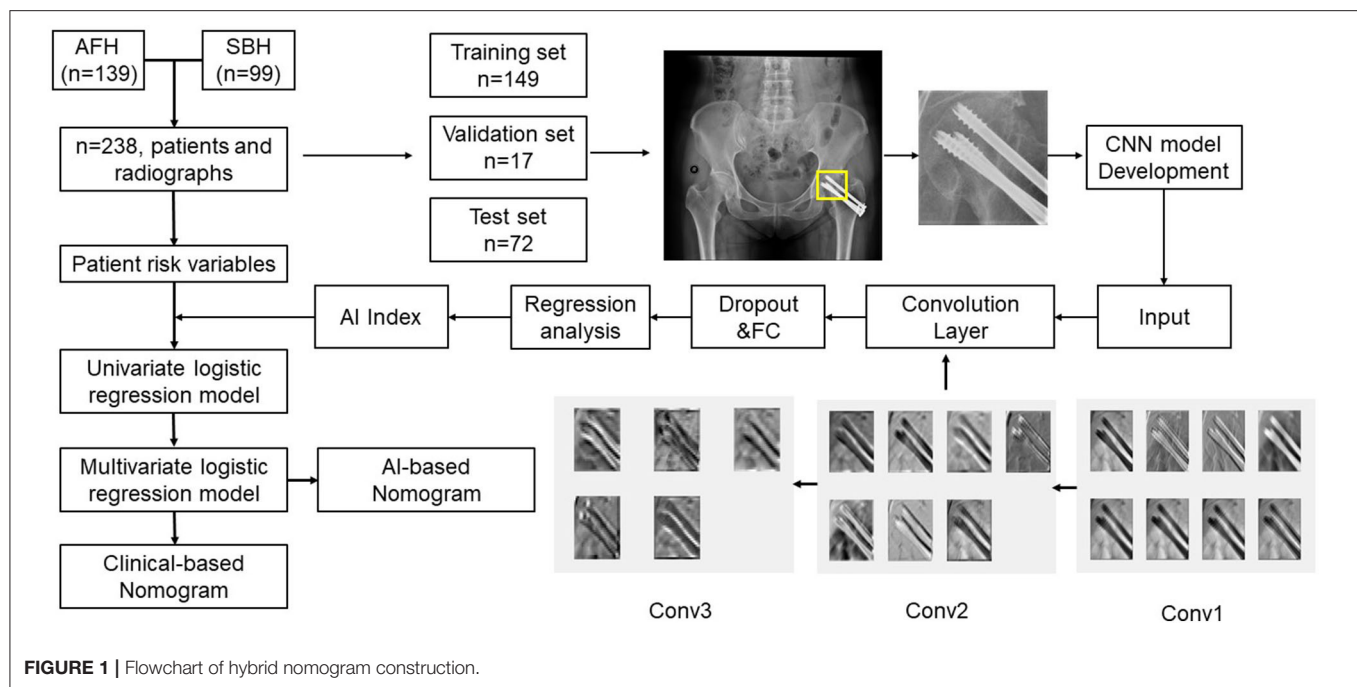 AFH
(n=139)
SBH
(n=99)
n=238, patients and
radiographs
Patient risk variables
Univariate logistic
regression model
Multivariate logistic
regression model
Clinical-based
Nomogram
AI-based
Nomogram
Training set
n=149
Validation set
n=17
Test set
n=72
CNN model
Development
Input
Convolution
Layer
Dropout
&FC
Regression
analysis
AI Index
Conv3
Conv2
Conv1
FIGURE 1 | Flowchart of hybrid nomogram construction.